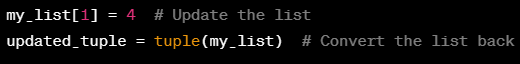 my_list[1] = 4  # Update the list
updated_tuple = tuple(my_list)  # Convert the list back